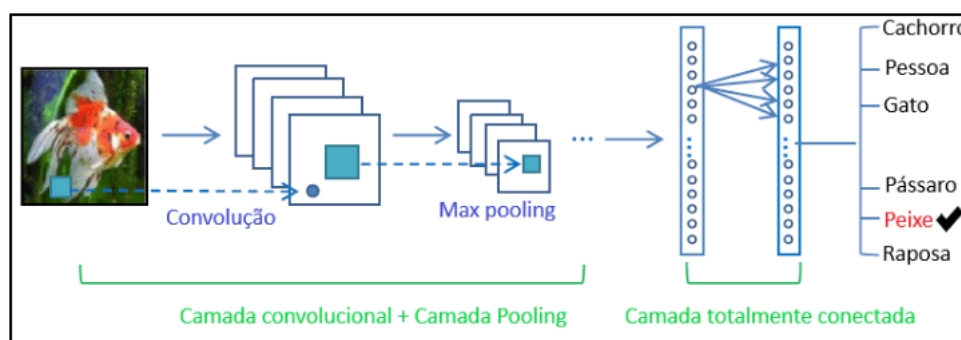 Cachorro
Pessoa
Gato
Convolução
Max pooling
...
Pássaro
Peixe
Raposa
Camada convolucional + Camada Pooling
Camada totalmente conectada